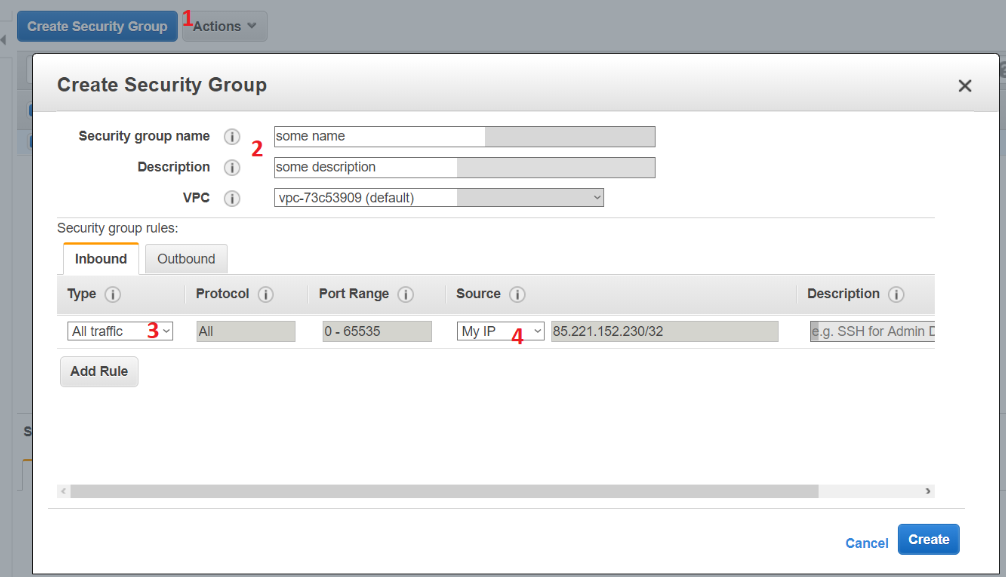 Create Security Group 1 Actions
Create Security Group
Security group name some name
2
Description some description
VPC vpc-73c53909 (default)
Security group rules:
Inbound Outbound
Type Protocol Port Range Source Description
All traffic 3 All 0 - 65535 My IP 4 85.221.152.230/32 e.g. SSH for Admin D
Add Rule
Cancel Create